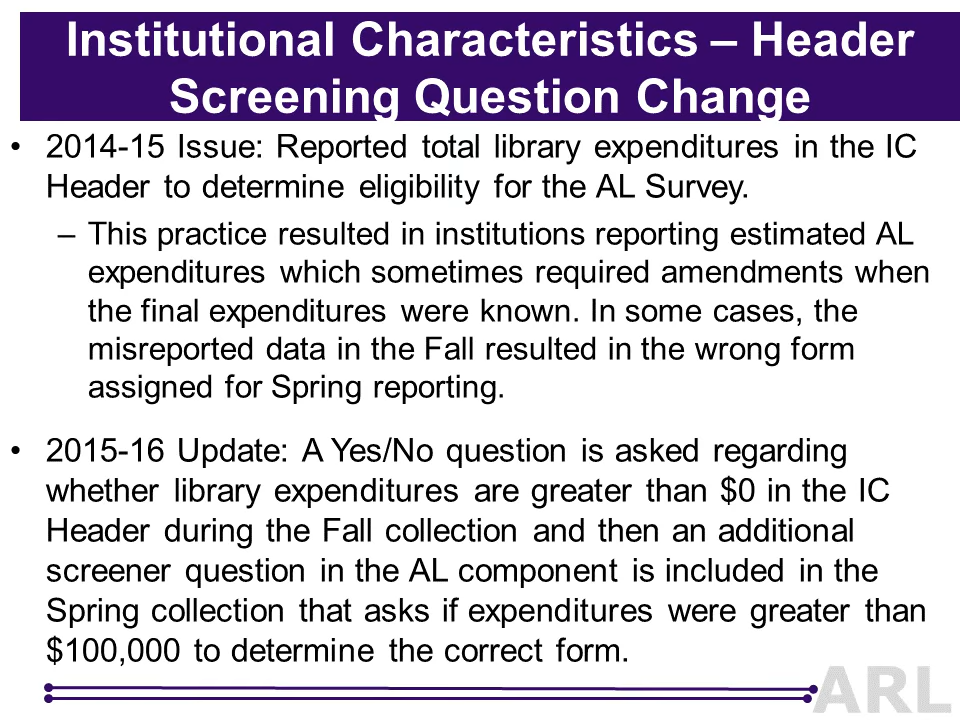 Institutional Characteristics – Header
Screening Question Change
• 2014-15 Issue: Reported total library expenditures in the IC
Header to determine eligibility for the AL Survey.
– This practice resulted in institutions reporting estimated AL
expenditures which sometimes required amendments when
the final expenditures were known. In some cases, the
misreported data in the Fall resulted in the wrong form
assigned for Spring reporting.
• 2015-16 Update: A Yes/No question is asked regarding
whether library expenditures are greater than $0 in the IC
Header during the Fall collection and then an additional
screener question in the AL component is included in the
Spring collection that asks if expenditures were greater than
$100,000 to determine the correct form.
ARL